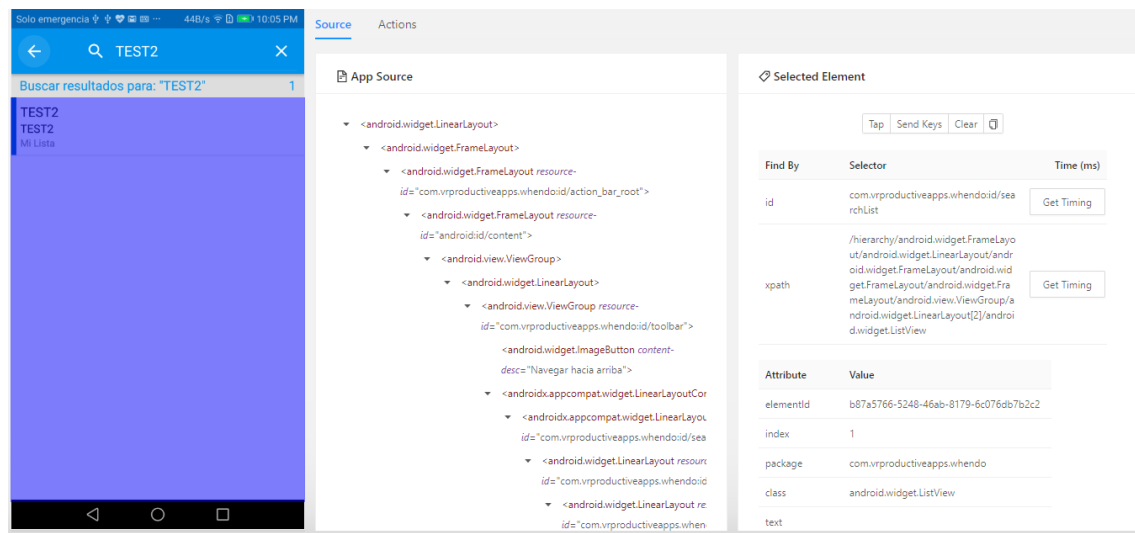 Solo emergencia ... 44B/s 10:05 PM
TEST2
Buscar resultados para: "TEST2" 1
TEST2
TEST2
Mi Lista
Source Actions
App Source
<android.widget.LinearLayout>
<android.widget.FrameLayout>
<android.widget.FrameLayout resource-
id="com.vrproductiveapps.whendo:id/action_bar_root">
<android.widget.FrameLayout resource-
id="android:id/content">
<android.view.ViewGroup>
<android.widget.LinearLayout>
<android.view.ViewGroup resource-
id="com.vrproductiveapps.whendo:id/toolbar">
<android.widget.ImageButton content-
desc="Navegar hacia arriba">
<androidx.appcompat.widget.LinearLayoutCor
<androidx.appcompat.widget.LinearLayou
id="com.vrproductiveapps.whendo:id/sea
<android.widget.LinearLayout resourc
id="com.vrproductiveapps.whendo:id
<android.widget.LinearLayout re
id="com.vrproductiveapps.when
Selected Element
Tap Send Keys Clear
Find By Selector Time (ms)
id com.vrproductiveapps.whendo:id/sea
rchList Get Timing
xpath /hierarchy/android.widget.FrameLayo
ut/android.widget.LinearLayout/andr
oid.widget.FrameLayout/android.wid
get.FrameLayout/android.widget.Fra
meLayout/android.view.ViewGroup/a
ndroid.widget.LinearLayout[2]/androi
d.widget.ListView Get Timing
Attribute Value
elementId b87a5766-5248-46ab-8179-6c076db7b2c2
index 1
package com.vrproductiveapps.whendo
class android.widget.ListView
text